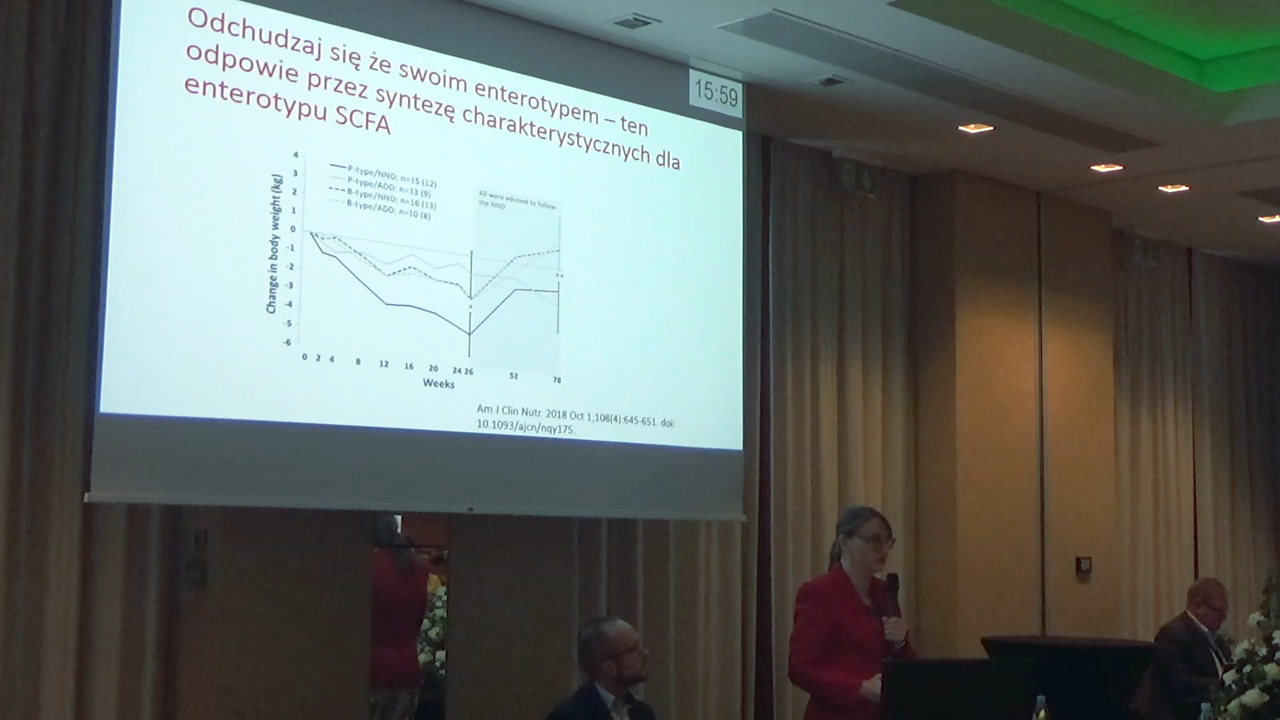 Odchudzaj się że swoim enterotypem – ten
odpowie przez syntezę charakterystycznych dla
enterotypu SCFA
15:59
P-type/NND; n=15 (12)
P-type/ADD; n=13 (9)
B-type/NND; n=16 (13)
B-type/ADD; n=10 (8)
All were advised to follow
the NND
Change in body weight (kg)
4
3
2
1
0
-1
-2
-3
-4
-5
-6
0 2 4 8 12 16 20 24 26 52 78
Weeks
Am J Clin Nutr. 2018 Oct 1;108(4):645-651. doi:
10.1093/ajcn/nqy175.